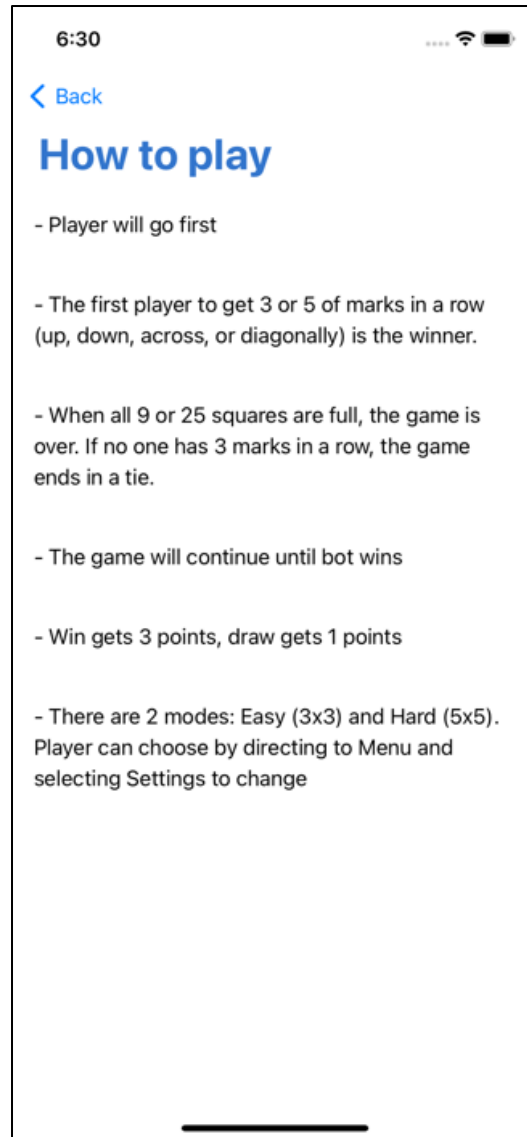 6:30
Back
How to play
- Player will go first
- The first player to get 3 or 5 of marks in a row
(up, down, across, or diagonally) is the winner.
- When all 9 or 25 squares are full, the game is
over. If no one has 3 marks in a row, the game
ends in a tie.
- The game will continue until bot wins
- Win gets 3 points, draw gets 1 points
- There are 2 modes: Easy (3x3) and Hard (5x5).
Player can choose by directing to Menu and
selecting Settings to change